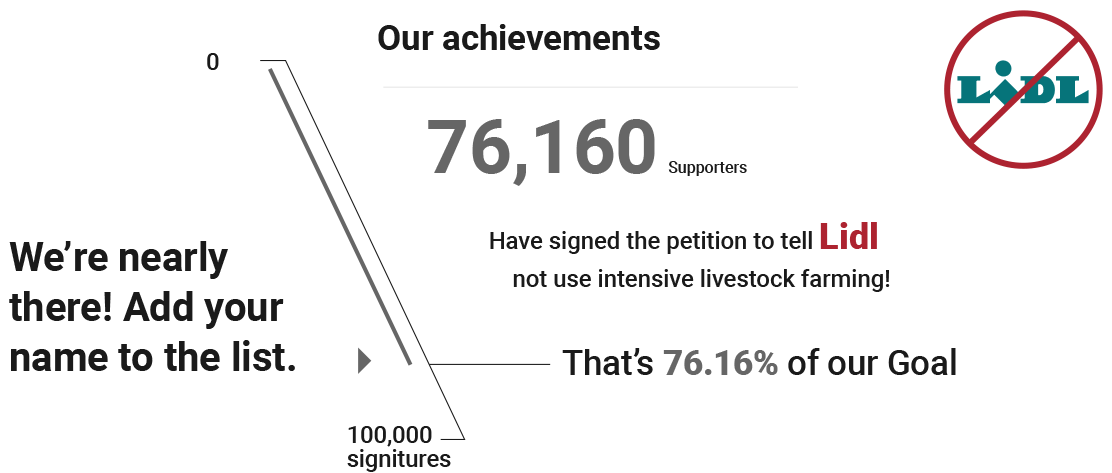 Our achievements
0
LiDL
76,160 Supporters
Have signed the petition to tell Lidl
not use intensive livestock farming!
We’re nearly
there! Add your
name to the list.
That’s 76.16% of our Goal
100,000
signitures